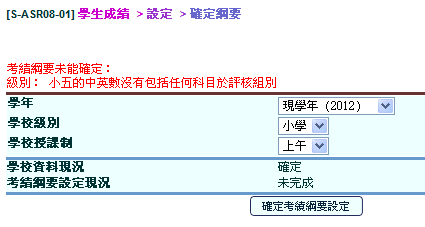 [S-ASR08-01] 學生成績 > 設定 > 確定綱要
考績綱要未能確定：
級別： 小五的中英數沒有包括任何科目於評核組別
學年 現學年 (2012)
學校級別 小學
學校授課制 上午
學校資料現況 確定
考績綱要設定現況 未完成
確定考績綱要設定